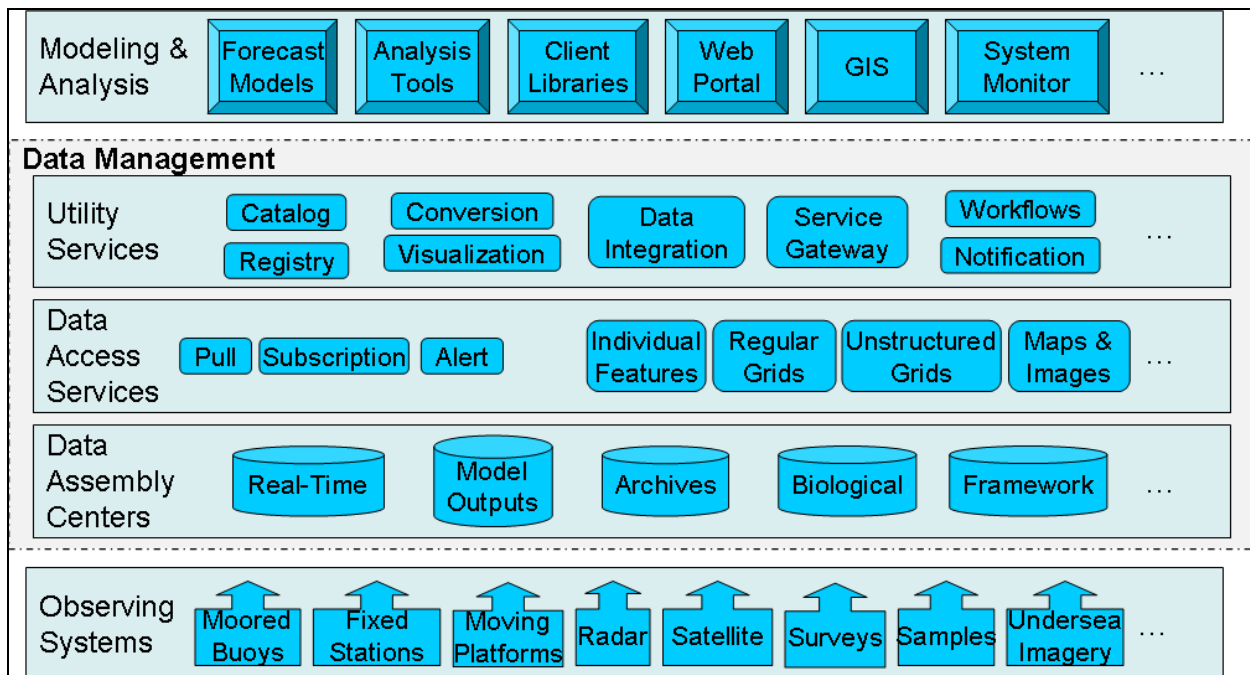 Modeling &
Analysis
Forecast
Models
Analysis
Tools
Client
Libraries
Web
Portal
GIS
System
Monitor
...
Data Management
Utility
Services
Catalog
Registry
Conversion
Visualization
Data
Integration
Service
Gateway
Workflows
Notification
...
Data
Access
Services
Pull
Subscription
Alert
Individual
Features
Regular
Grids
Unstructured
Grids
Maps &
Images
...
Data
Assembly
Centers
Real-Time
Model
Outputs
Archives
Biological
Framework
...
Observing
Systems
Moored
Buoys
Fixed
Stations
Moving
Platforms
Radar
Satellite
Surveys
Samples
Undersea
Imagery
...